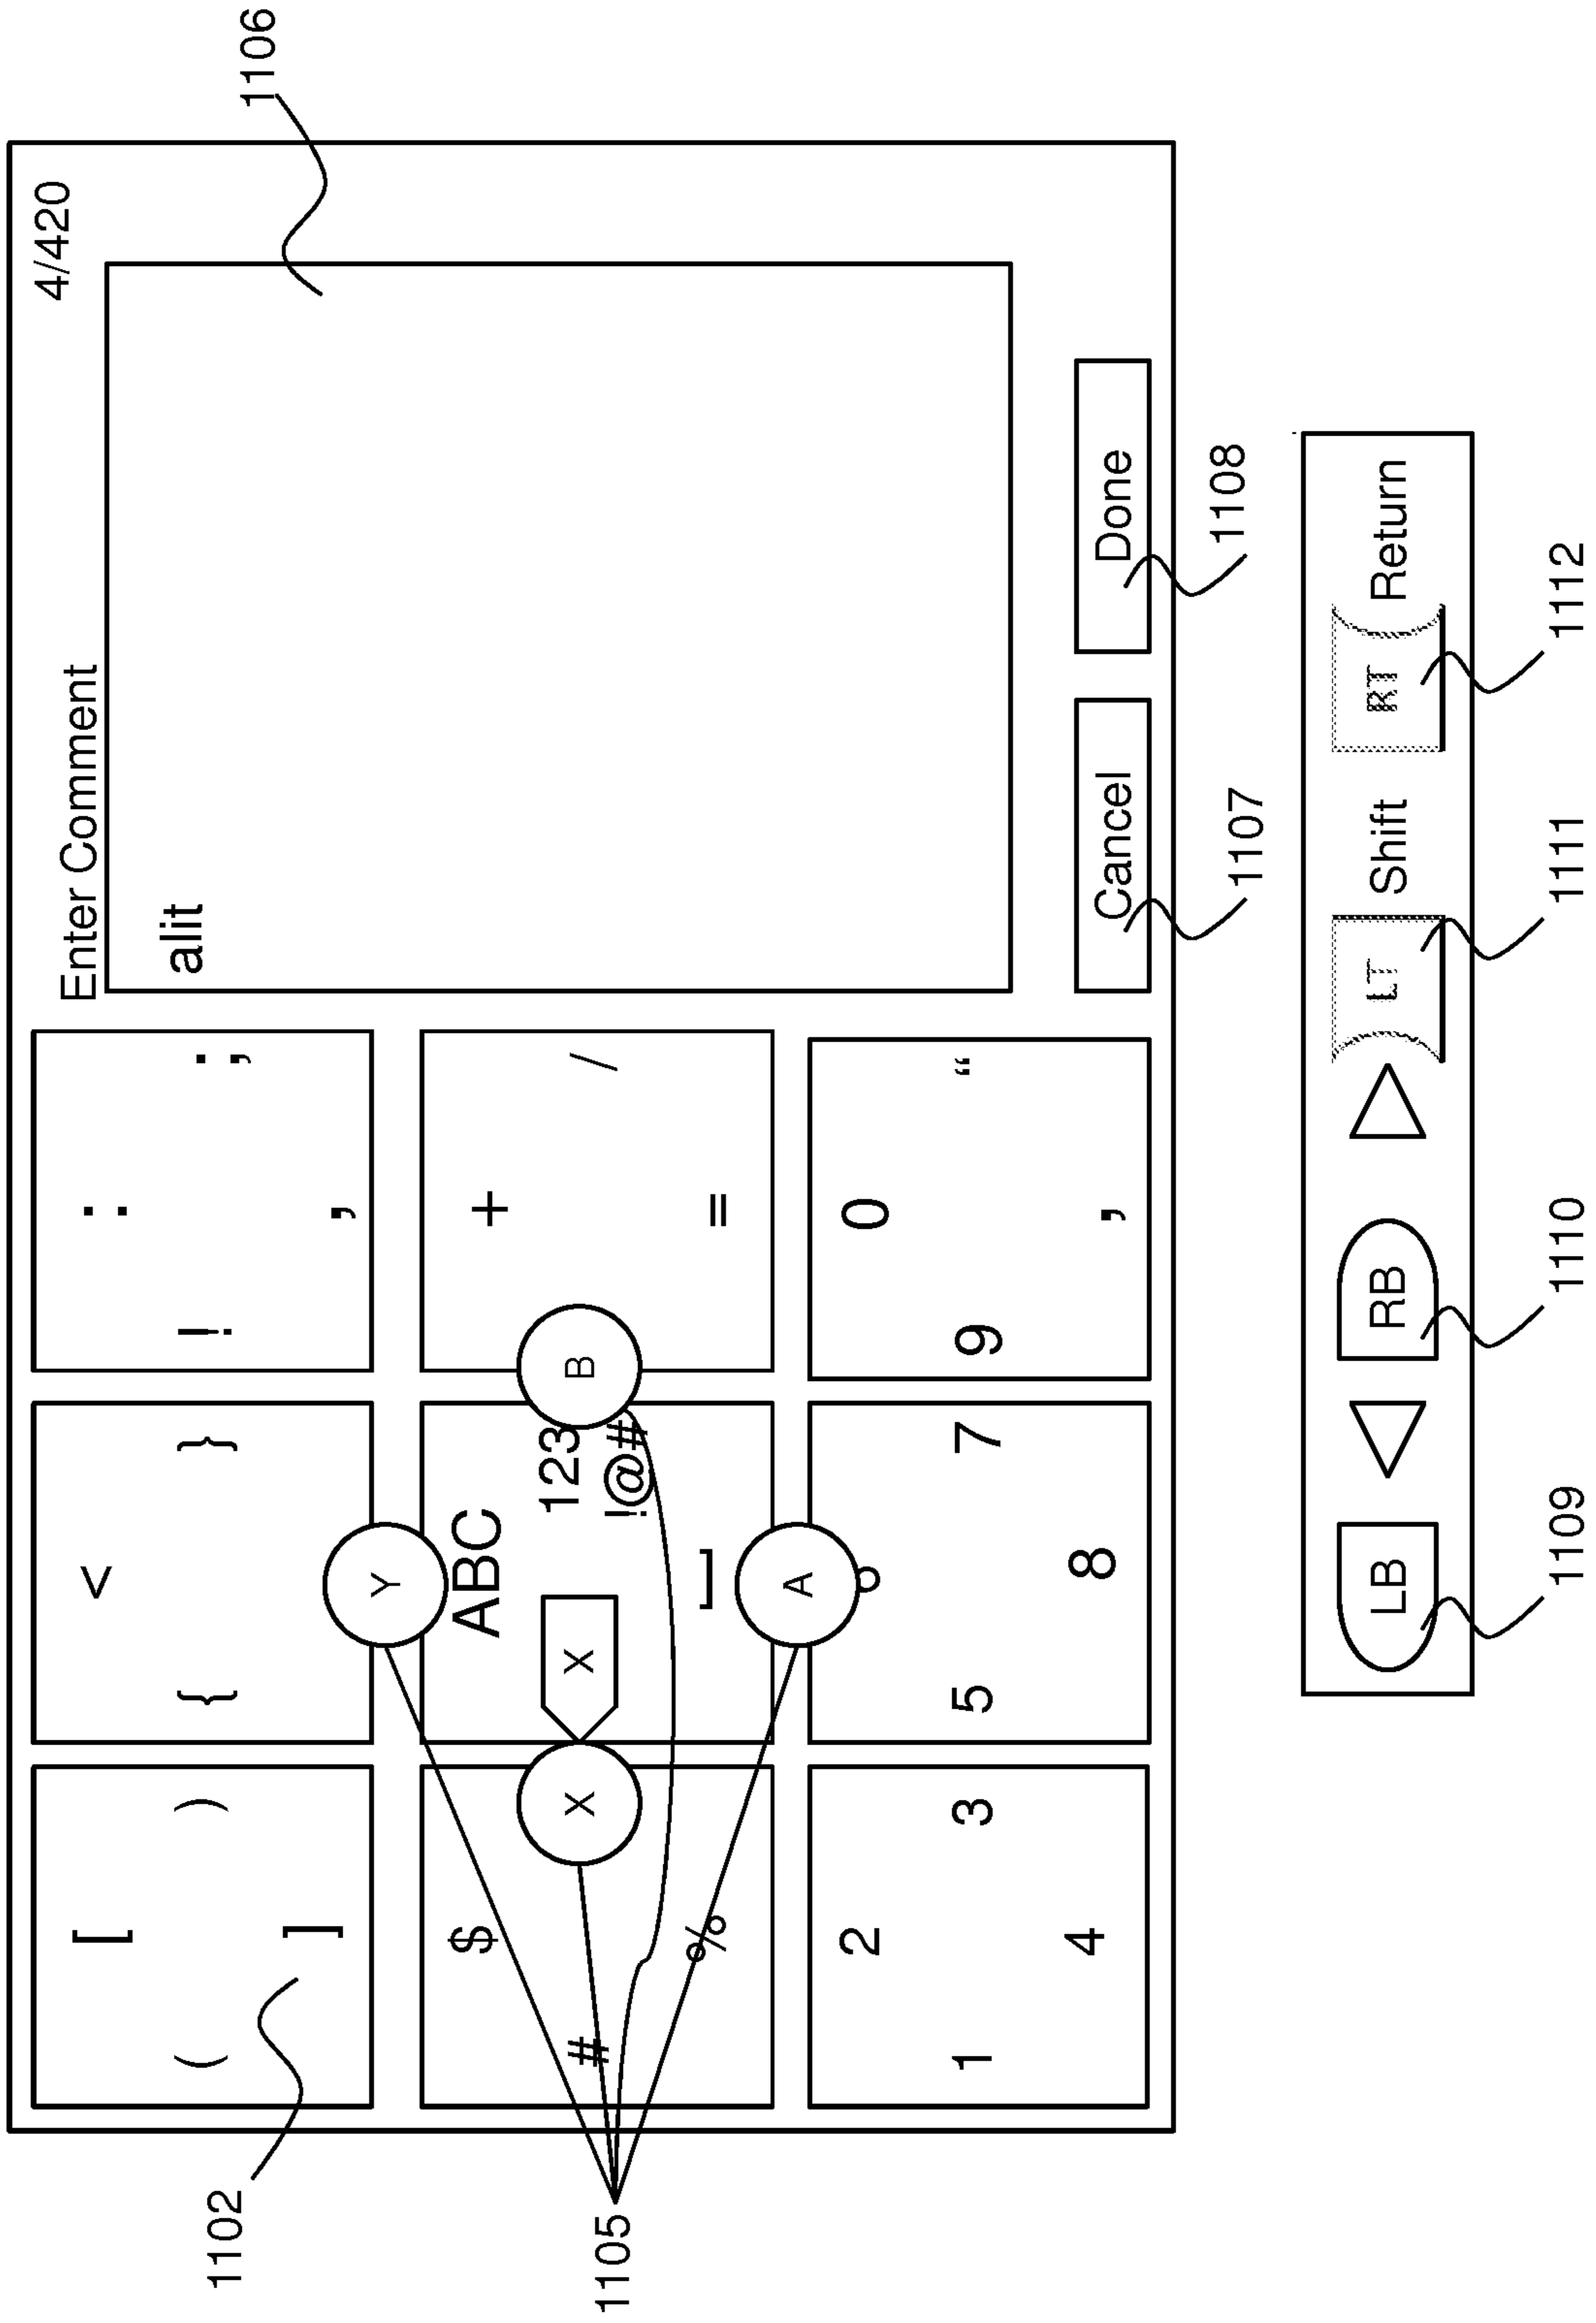 1106
4/420
Enter Comment
alit
1102
[ < :
( ) { } ! ;
] ,
Y
$ ABC +
# X X 123 B /
!@#
% =
A
1105
2 0
1 3 5 7 9 “
4 8 ,
Cancel Done
1107 1108
LB RB LT Shift RT Return
1109 1110 1111 1112